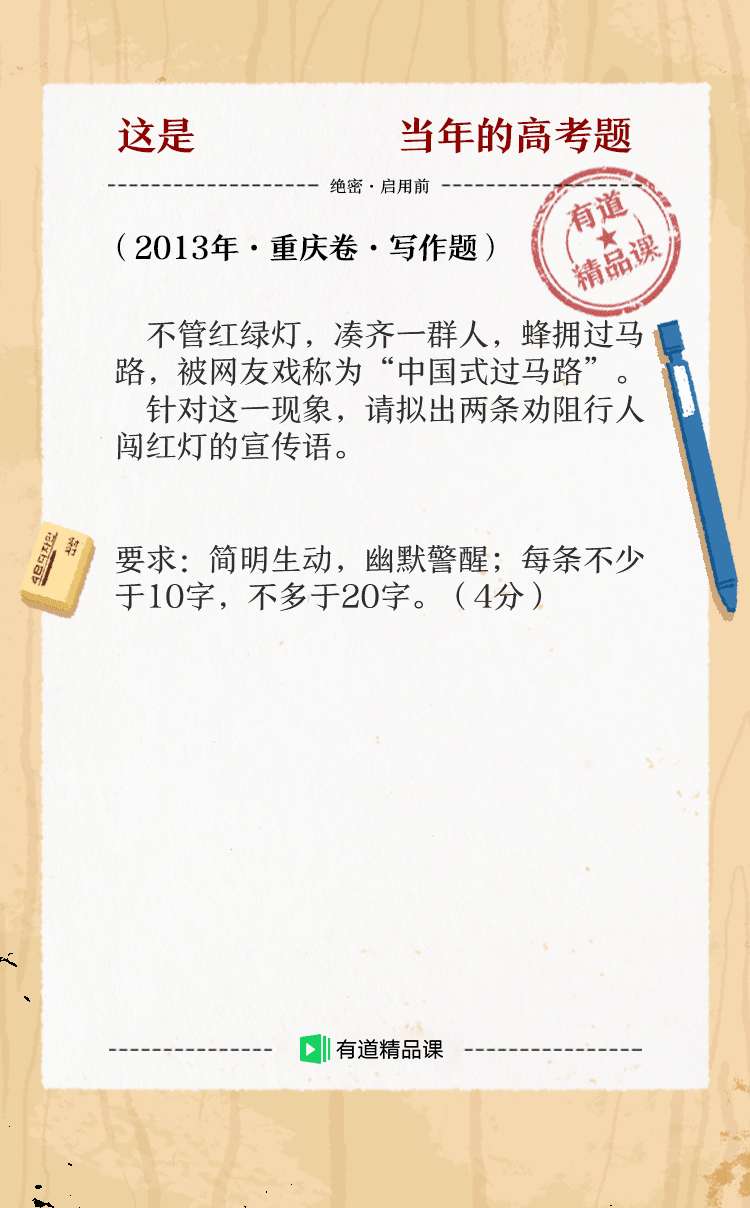 这是 当年的高考题
绝密·启用前
有道
精品课
（2013年·重庆卷·写作题）
不管红绿灯，凑齐一群人，蜂拥过马
路，被网友戏称为“中国式过马路”。
针对这一现象，请拟出两条劝阻行人
闯红灯的宣传语。
要求：简明生动，幽默警醒；每条不少
于10字，不多于20字。（4分）
有道精品课